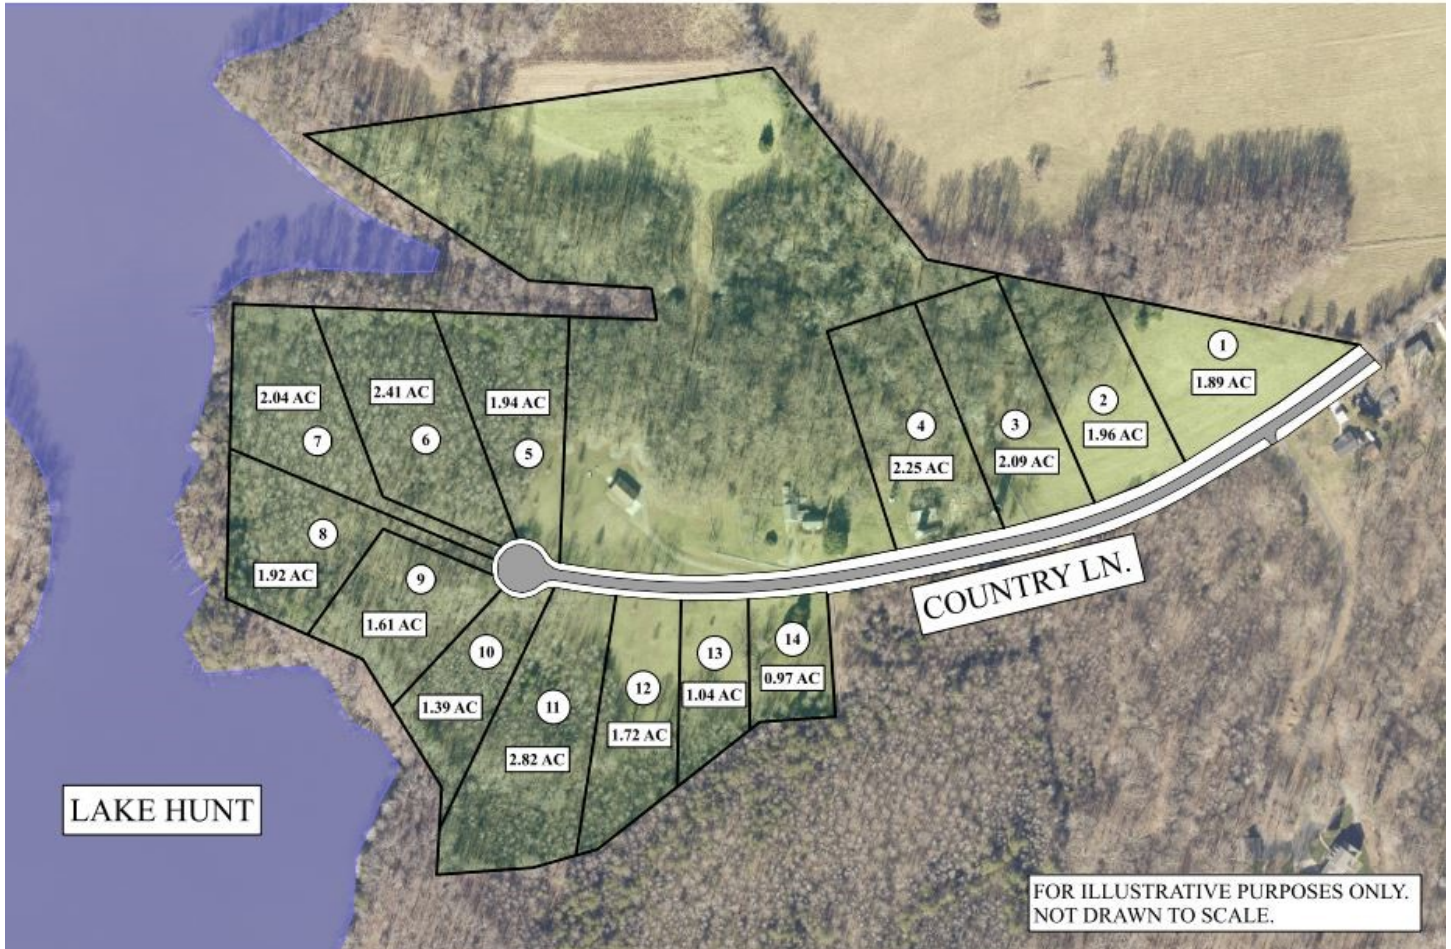 1
1.89 AC
2
1.96 AC
3
2.09 AC
4
2.25 AC
1.94 AC
5
2.41 AC
6
2.04 AC
7
8
1.92 AC
9
1.61 AC
10
1.39 AC
11
2.82 AC
12
1.72 AC
13
1.04 AC
14
0.97 AC
COUNTRY LN.
LAKE HUNT
FOR ILLUSTRATIVE PURPOSES ONLY.
NOT DRAWN TO SCALE.